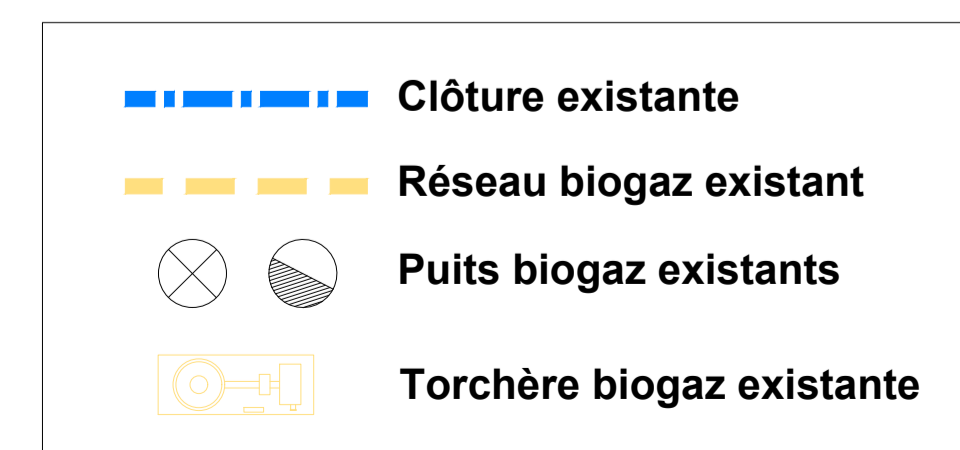 Clôture existante
Réseau biogaz existant
Puits biogaz existants
Torchère biogaz existante